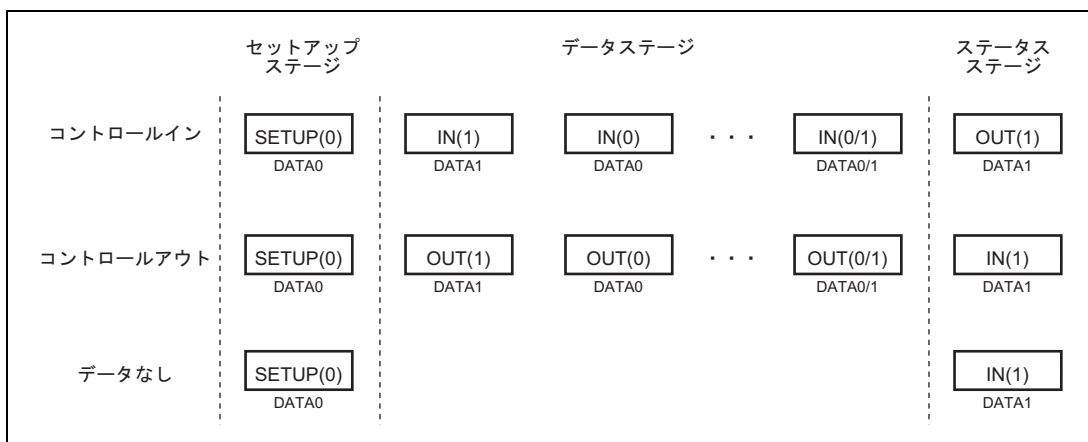 セットアップ
ステージ
データステージ
ステータス
ステージ
コントロールイン
SETUP(0)
IN(1)
IN(0)
・・・
IN(0/1)
OUT(1)
DATA0
DATA1
DATA0
DATA0/1
DATA1
コントロールアウト
SETUP(0)
OUT(1)
OUT(0)
・・・
OUT(0/1)
IN(1)
DATA0
DATA1
DATA0
DATA0/1
DATA1
データなし
SETUP(0)
IN(1)
DATA0
DATA1